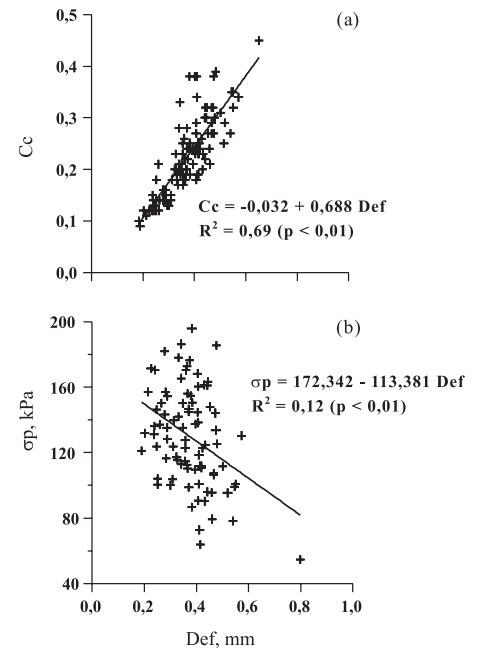 (a)
0,5
0,4
0,3
0,2
0,1
0,0
Cc
Cc = -0,032 + 0,688 Def
R² = 0,69 (p < 0,01)
(b)
200
160
120
80
40
σp, kPa
σp = 172,342 - 113,381 Def
R² = 0,12 (p < 0,01)
0,0 0,2 0,4 0,6 0,8 1,0
Def, mm